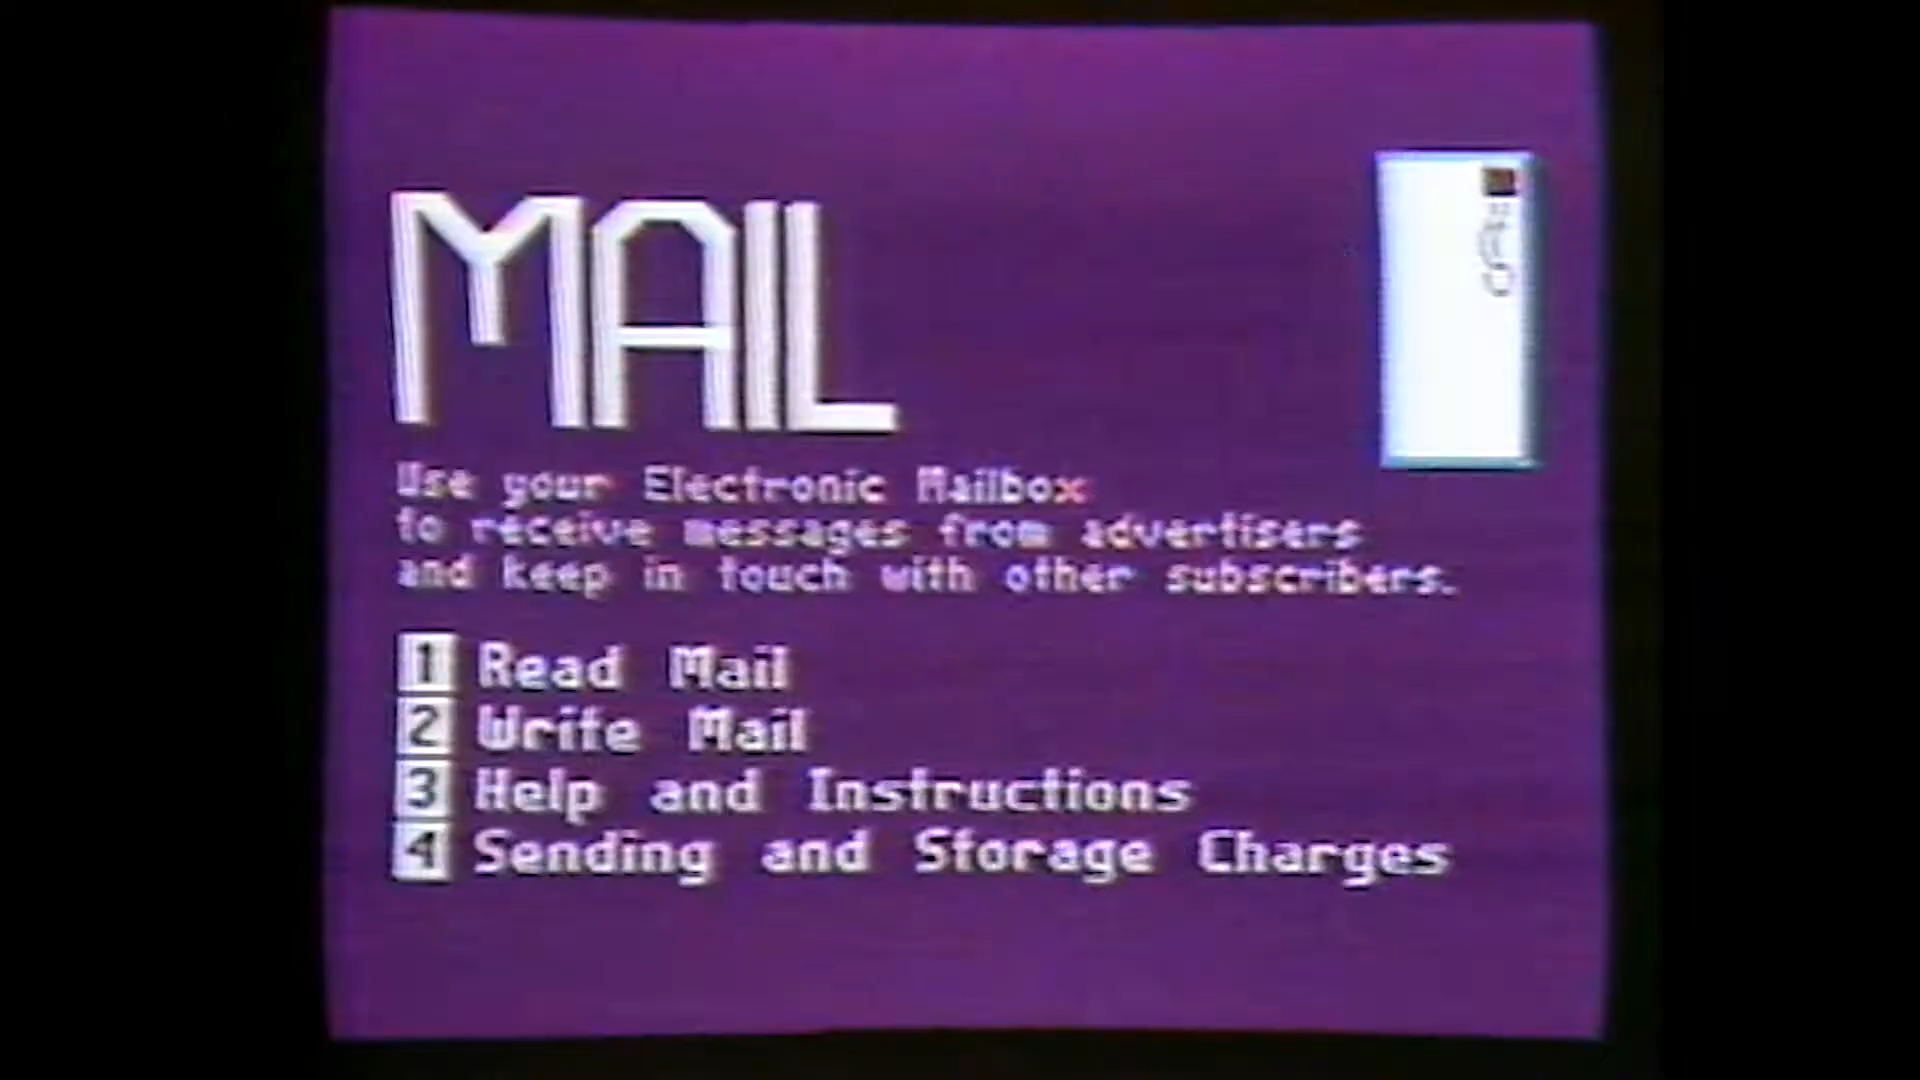 MAIL
Use your Electronic Mailbox
to receive messages from advertisers
and keep in touch with other subscribers.
1 Read Mail
2 Write Mail
3 Help and Instructions
4 Sending and Storage Charges